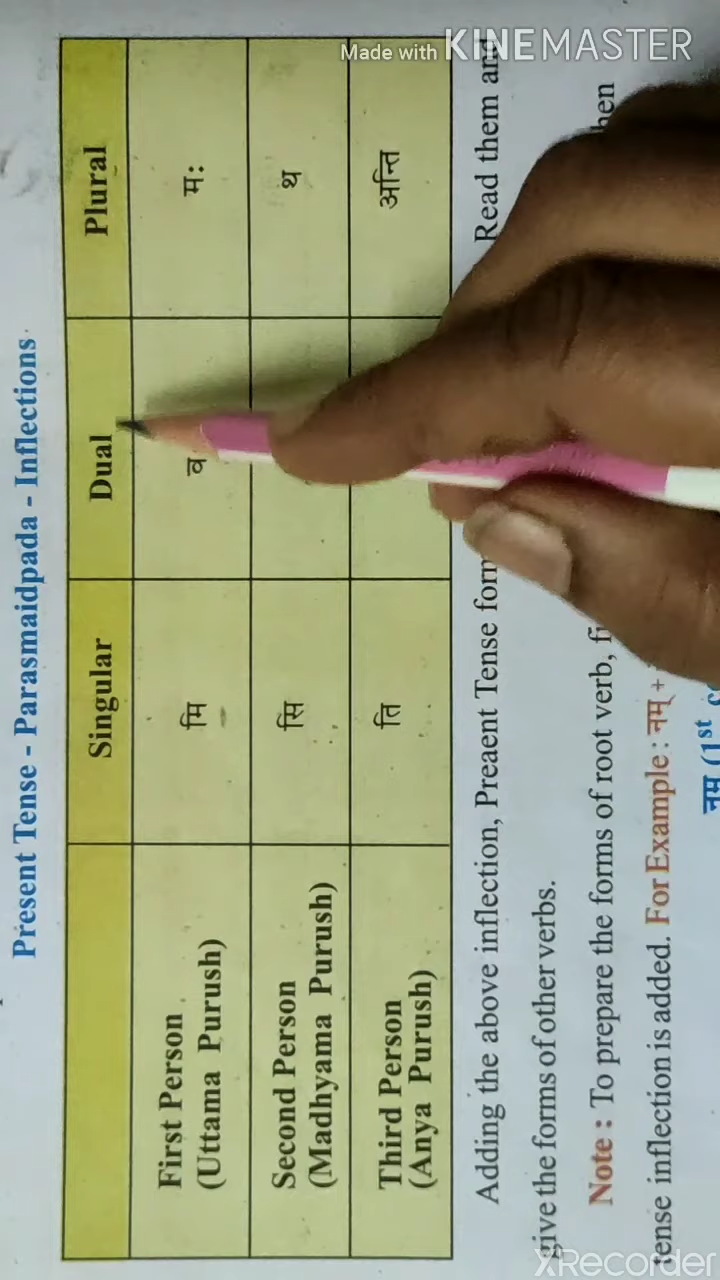 Made with KINEMASTER
Present Tense - Parasmaidpada - Inflections
Singular Dual Plural
First Person
(Uttama Purush) मि व मः
Second Person
(Madhyama Purush) सि थ
Third Person
(Anya Purush) ति अन्ति
Adding the above inflection, Preaent Tense Read them and
give the forms of other verbs.
Note : To prepare the forms of root verb,
tense inflection is added. For Example : नम् +
नम् (1st
XRecorder